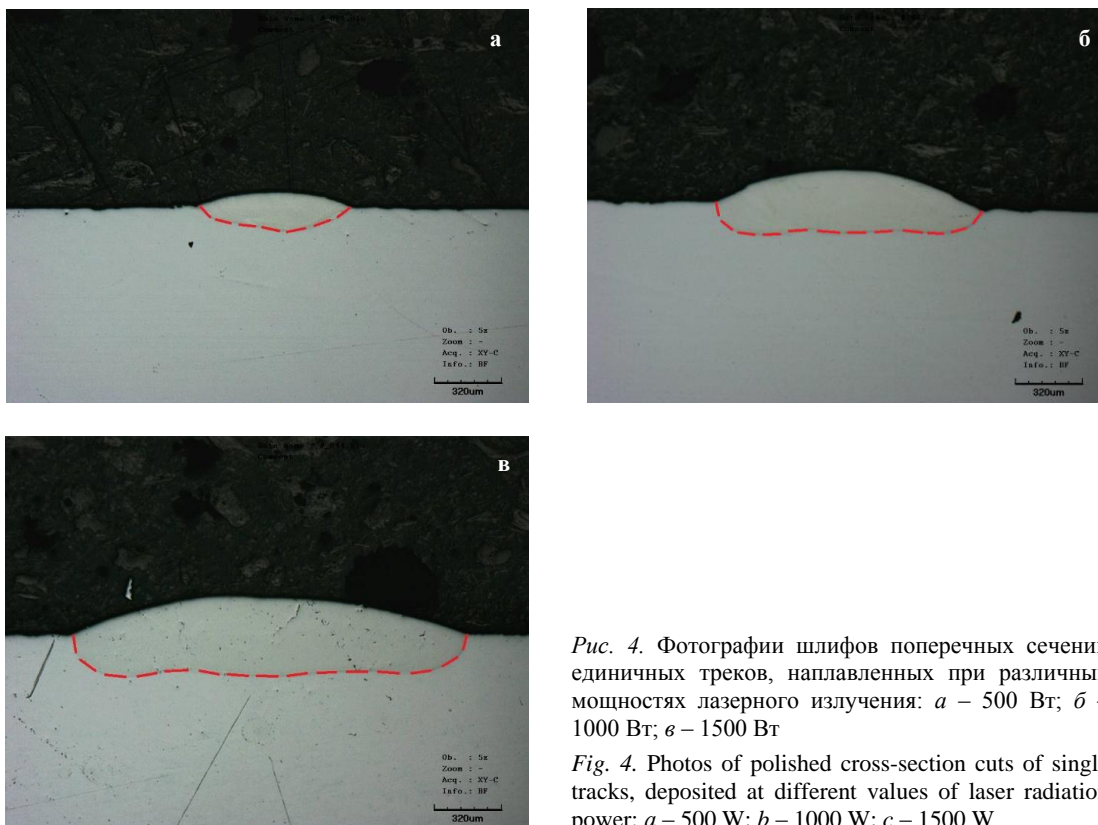 а
б
Ob. : 5x
Zoom : -
Acq. : XY-C
Info.: BF
320um
Ob. : 5x
Zoom : -
Acq. : XY-C
Info.: BF
320um
в
Ob. : 5x
Zoom : -
Acq. : XY-C
Info.: BF
320um
Рис. 4. Фотографии шлифов поперечных сечени
единичных треков, наплавленных при различны
мощностях лазерного излучения: а – 500 Вт; б -
1000 Вт; в – 1500 Вт
Fig. 4. Photos of polished cross-section cuts of singl
tracks, deposited at different values of laser radiation
power: a – 500 W; b – 1000 W; c – 1500 W